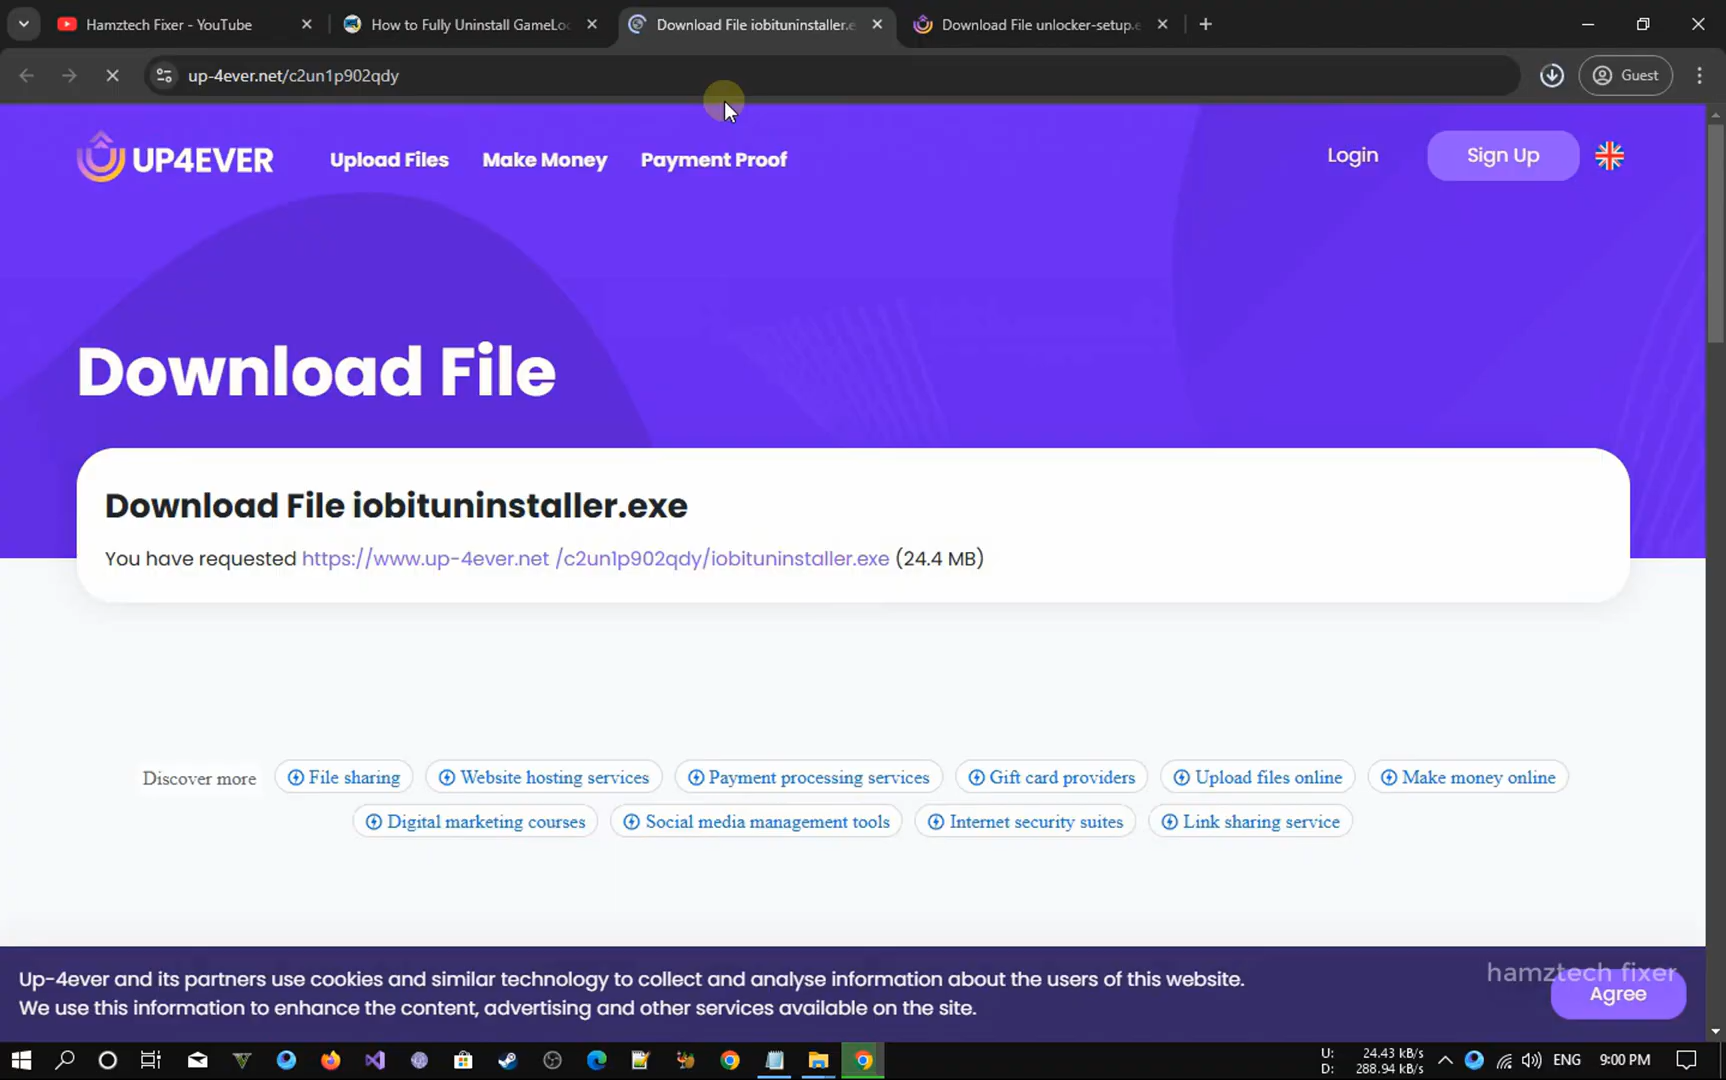 Hamztech Fixer - YouTube
How to Fully Uninstall GameLoo
Download File iobituninstaller.e
Download File unlocker-setup.e
up-4ever.net/c2un1p902qdy
Guest
UP4EVER
Upload Files
Make Money
Payment Proof
Login
Sign Up
Download File
Download File iobituninstaller.exe
You have requested https://www.up-4ever.net /c2un1p902qdy/iobituninstaller.exe (24.4 MB)
Discover more
File sharing
Website hosting services
Payment processing services
Gift card providers
Upload files online
Make money online
Digital marketing courses
Social media management tools
Internet security suites
Link sharing service
Up-4ever and its partners use cookies and similar technology to collect and analyse information about the users of this website.
We use this information to enhance the content, advertising and other services available on the site.
hamztech fixer
Agree
U: 24.43 kB/s
D: 288.94 kB/s
ENG
9:00 PM